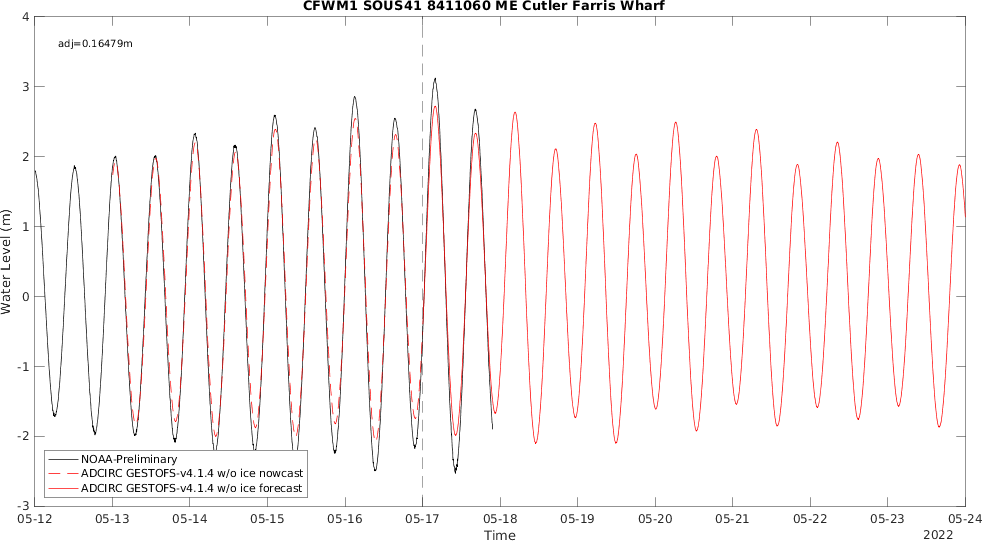 CFWM1 SOUS41 8411060 ME Cutler Farris Wharf
adj=0.16479m
4
3
2
1
0
-1
-2
-3
Water Level (m)
NOAA-Preliminary
ADCIRC GESTOFS-v4.1.4 w/o ice nowcast
ADCIRC GESTOFS-v4.1.4 w/o ice forecast
05-12 05-13 05-14 05-15 05-16 05-17 05-18 05-19 05-20 05-21 05-22 05-23 05-24
Time
2022